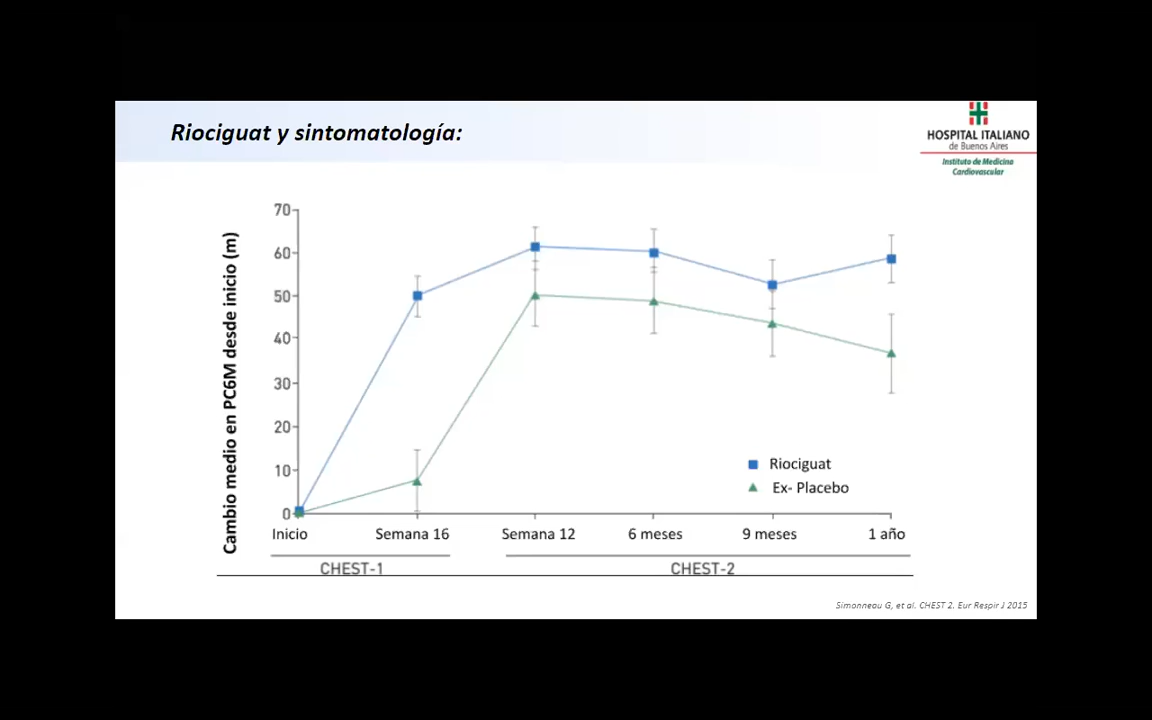 Riociguat y sintomatología:
HOSPITAL ITALIANO
de Buenos Aires
Instituto de Medicina
Cardiovascular
Cambio medio en PC6M desde inicio (m)
70
60
50
40
30
20
10
0
Riociguat
Ex- Placebo
Inicio Semana 16 Semana 12 6 meses 9 meses 1 año
CHEST-1 CHEST-2
Simonneau G, et al. CHEST 2. Eur Respir J 2015